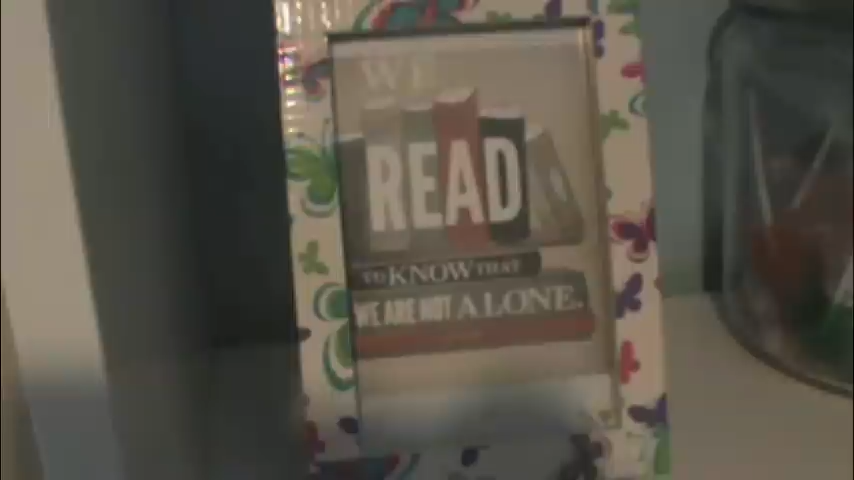 WE
READ
TO KNOW THAT
WE ARE NOT ALONE.